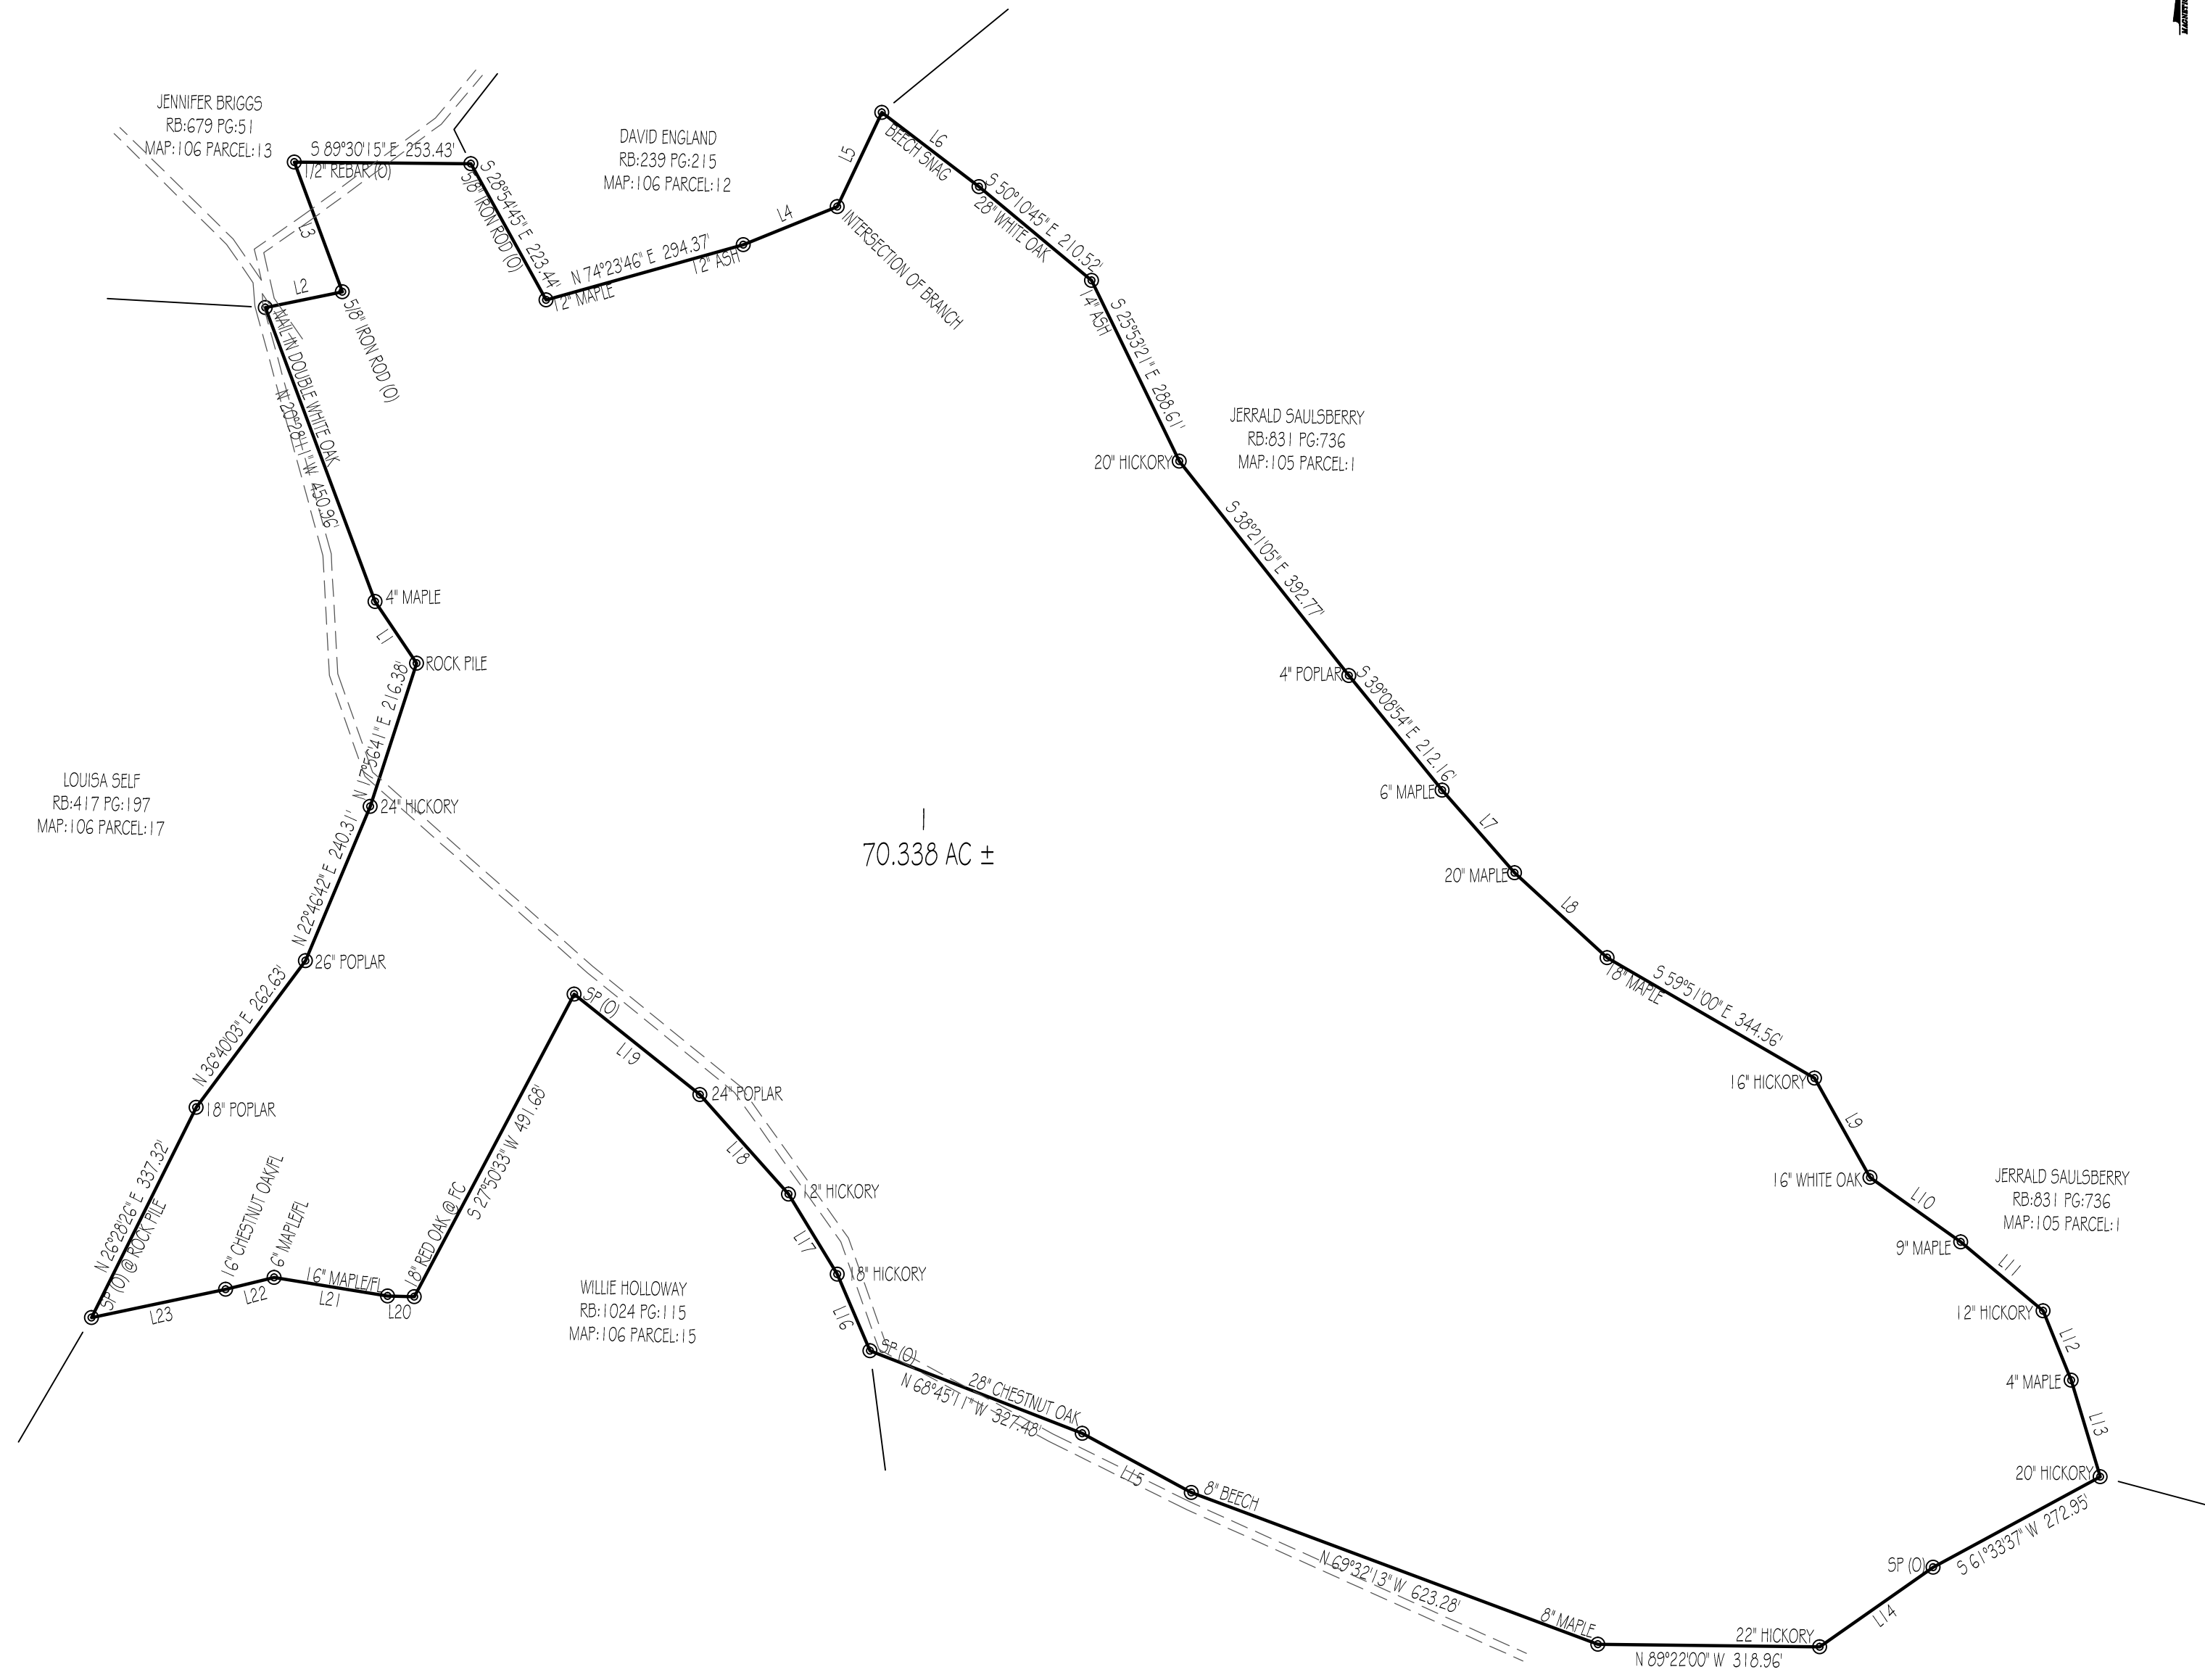 MAGNETIC
JENNIFER BRIGGS
RB:679 PG:51
MAP:106 PARCEL:13
S 89°30'15" E 253.43'
1/2" REBAR (O)
DAVID ENGLAND
RB:239 PG:215
MAP:106 PARCEL:12
S 28°54'45" E 223.44'
5/8" IRON ROD (O)
L3
L2
5/8" IRON ROD (O)
N 74°23'46" E 294.37'
12" MAPLE
12" ASH
L4
L5
INTERSECTION OF BRANCH
BEECH SNAG
L6
S 50°10'45" E 210.52'
28" WHITE OAK
14" ASH
S 25°53'21" E 288.61'
20" HICKORY
JERRALD SAULSBERRY
RB:831 PG:736
MAP:105 PARCEL:1
NAIL IN DOUBLE WHITE OAK
N 20°28'11" W 450.96'
4" MAPLE
L1
ROCK PILE
N 17°56'41" E 216.38'
24" HICKORY
S 38°21'05" E 392.77'
4" POPLAR
S 39°08'54" E 212.16'
6" MAPLE
L7
20" MAPLE
L8
18" MAPLE
LOUISA SELF
RB:417 PG:197
MAP:106 PARCEL:17
70.338 AC ±
N 22°46'42" E 240.31'
26" POPLAR
N 36°40'03" E 262.63'
18" POPLAR
S 59°51'00" E 344.56'
16" HICKORY
L9
16" WHITE OAK
SP (O)
L19
24" POPLAR
L18
12" HICKORY
L17
18" HICKORY
L16
SP (O)
S 27°50'33" W 491.68'
18" RED OAK @ FC
N 26°28'26" E 337.32'
SP (O) @ ROCK PILE
16" CHESTNUT OAK/FL
6" MAPLE/FL
16" MAPLE/FL
L23
L22
L21
L20
WILLIE HOLLOWAY
RB:1024 PG:115
MAP:106 PARCEL:15
JERRALD SAULSBERRY
RB:831 PG:736
MAP:105 PARCEL:1
L10
9" MAPLE
L11
12" HICKORY
L12
4" MAPLE
L13
20" HICKORY
28" CHESTNUT OAK
N 68°45'11" W 327.48'
L15
8" BEECH
N 69°32'13" W 623.28'
8" MAPLE
22" HICKORY
N 89°22'00" W 318.96'
L14
SP (O)
S 61°33'37" W 272.95'